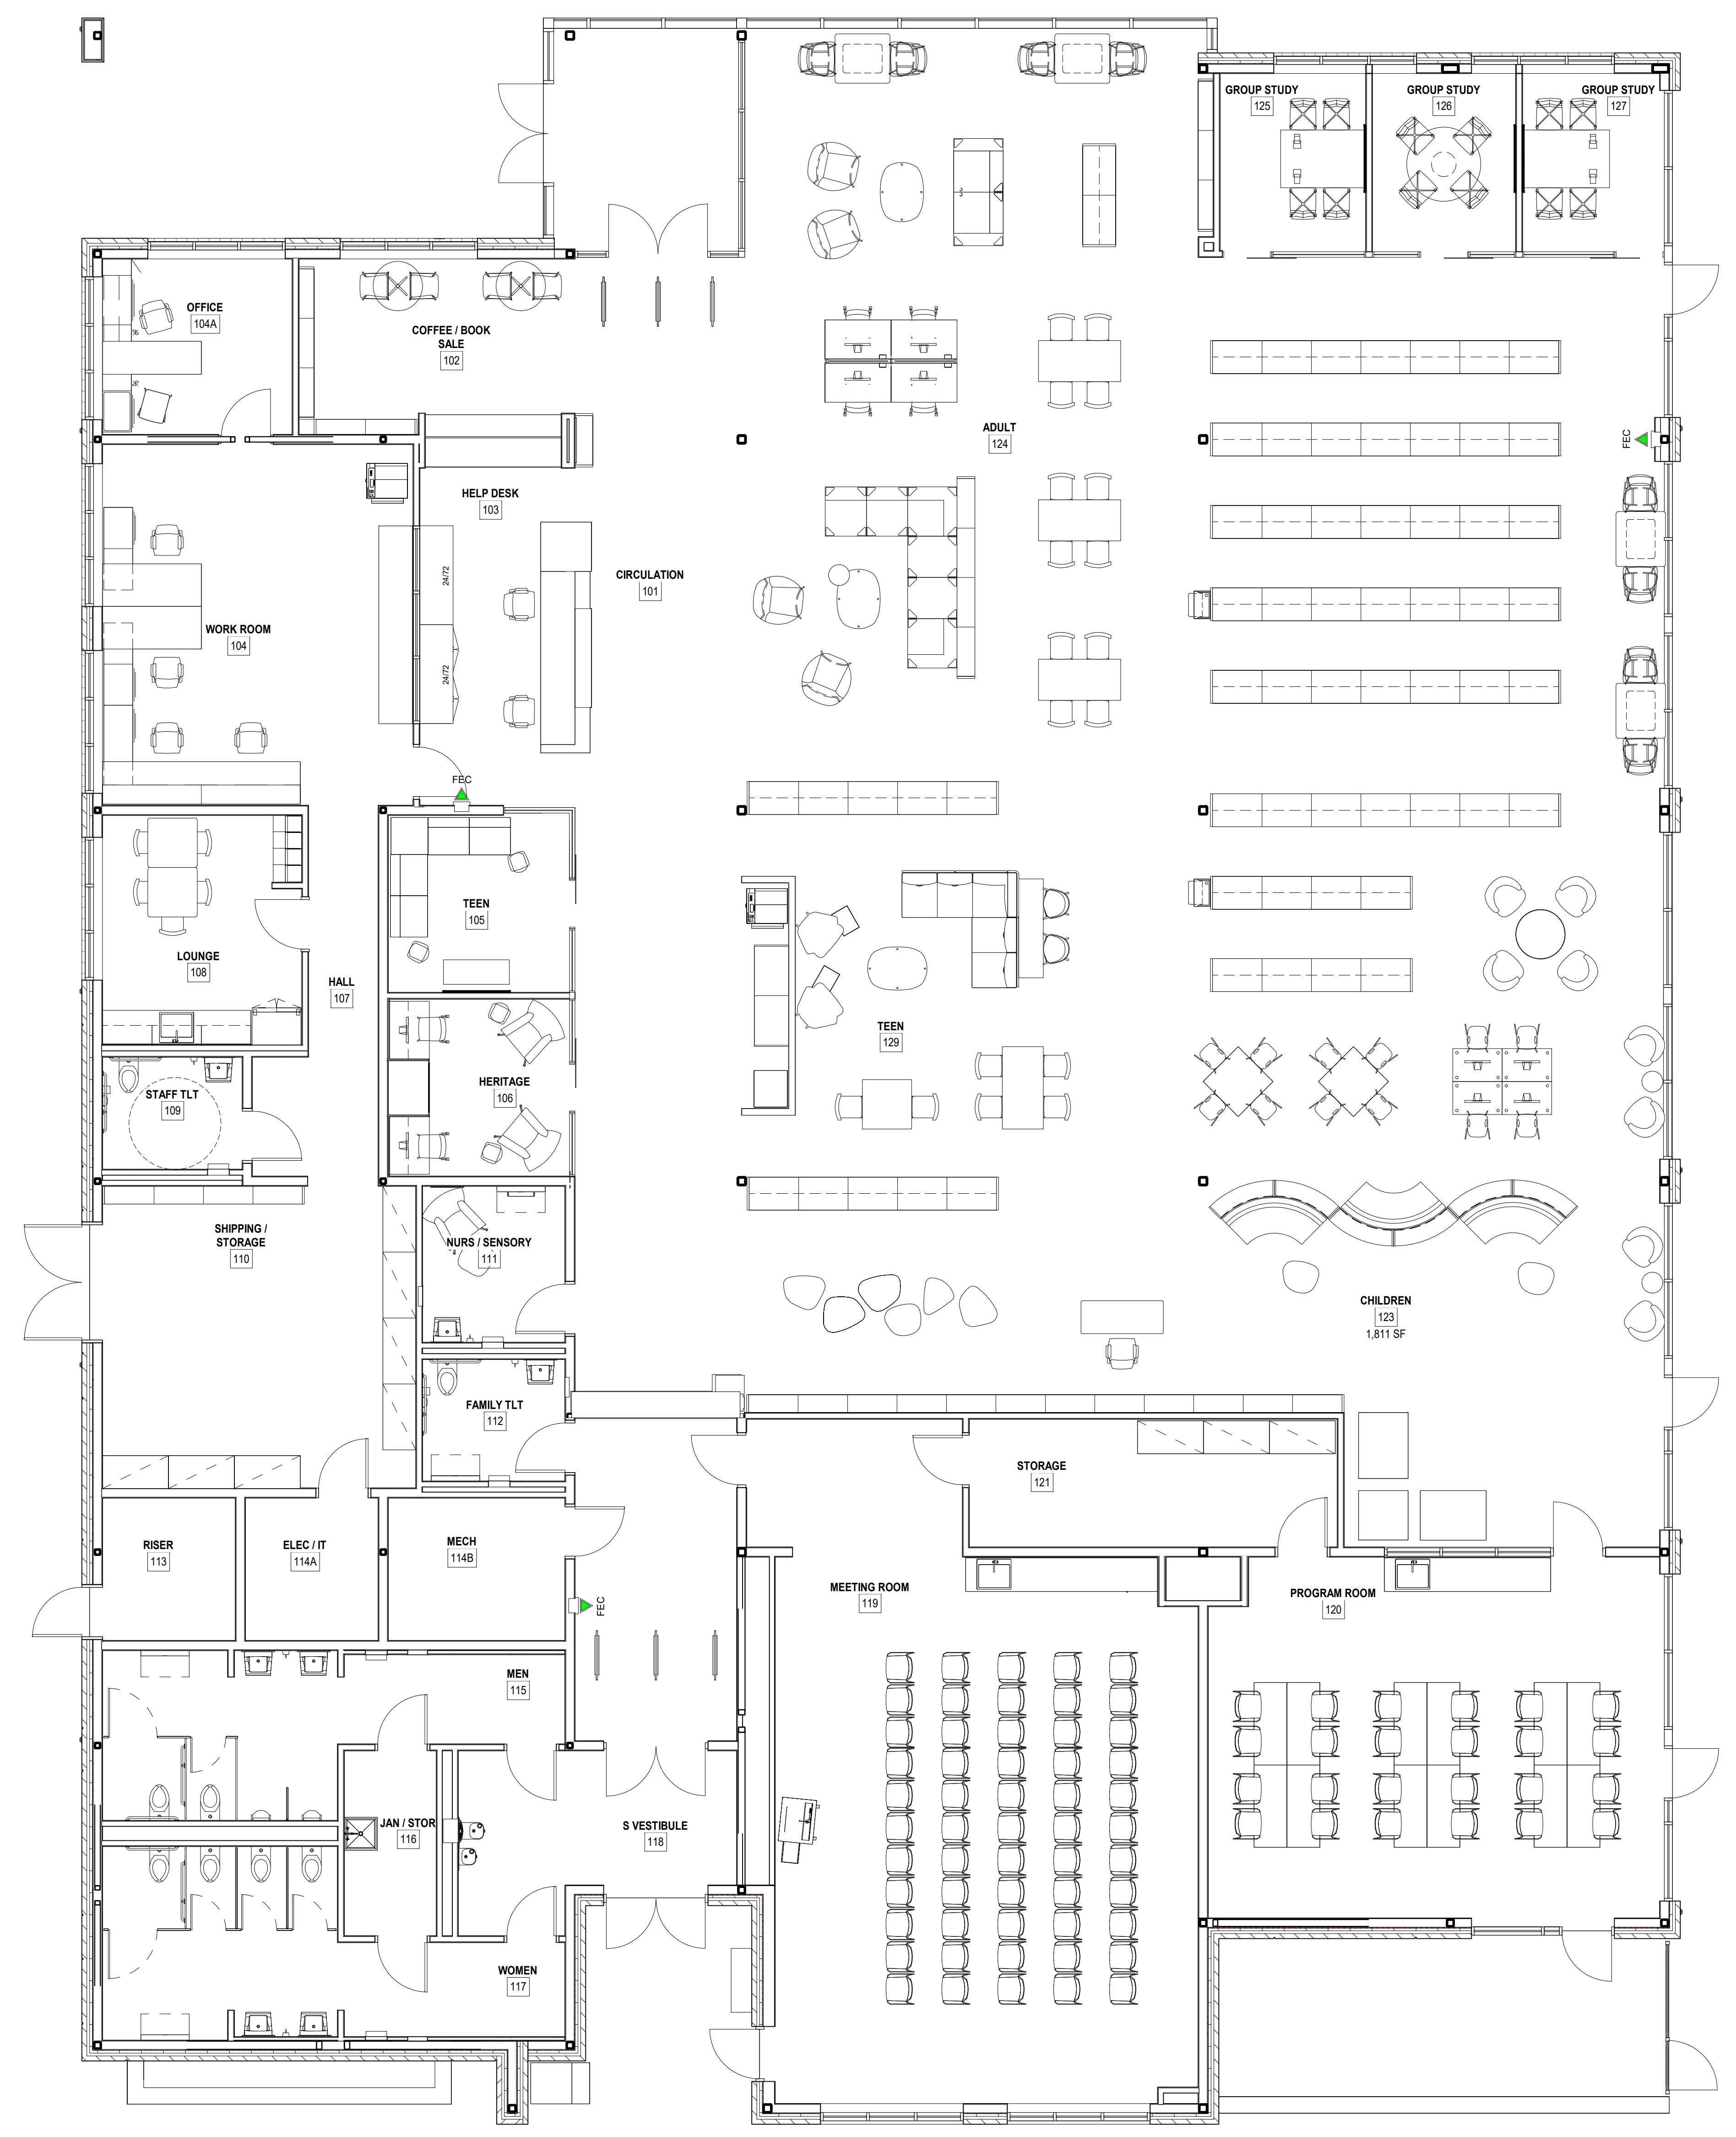 GROUP STUDY
125
GROUP STUDY
126
GROUP STUDY
127
OFFICE
104A
COFFEE / BOOK
SALE
102
ADULT
124
FEC
HELP DESK
103
24/72
CIRCULATION
101
WORK ROOM
104
24/72
FEC
TEEN
105
LOUNGE
108
HALL
107
TEEN
129
HERITAGE
106
STAFF TLT
109
SHIPPING /
STORAGE
110
NURS / SENSORY
111
CHILDREN
123
1,811 SF
FAMILY TLT
112
STORAGE
121
RISER
113
ELEC / IT
114A
MECH
114B
FEC
MEETING ROOM
119
PROGRAM ROOM
120
MEN
115
JAN / STOR
116
S VESTIBULE
118
WOMEN
117